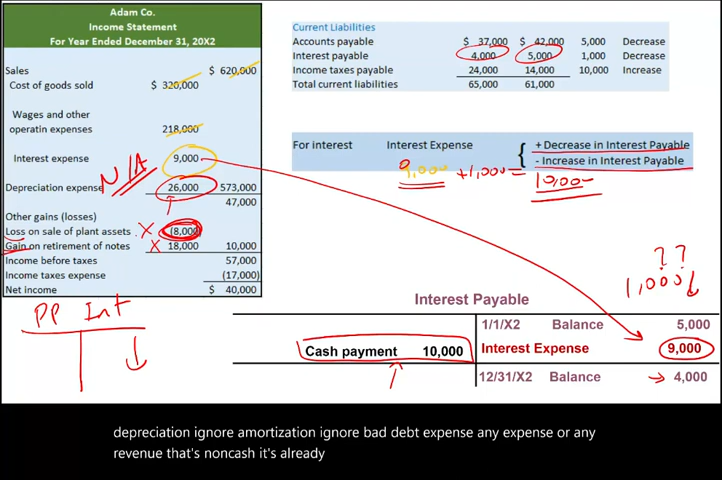 Adam Co.
Income Statement
For Year Ended December 31, 20X2
Sales $ 620,000
Cost of goods sold $ 320,000
Wages and other
operatin expenses 218,000
Interest expense 9,000
N/A
Depreciation expense 26,000 573,000
47,000
Other gains (losses)
Loss on sale of plant assets X (8,000)
Gain on retirement of notes X 18,000 10,000
Income before taxes 57,000
Income taxes expense (17,000)
Net income $ 40,000
Current Liabilities
Accounts payable $ 37,000 $ 42,000 5,000 Decrease
Interest payable 4,000 5,000 1,000 Decrease
Income taxes payable 24,000 14,000 10,000 Increase
Total current liabilities 65,000 61,000
For Interest Interest Expense { + Decrease in Interest Payable
- Increase in Interest Payable
9,000 +1,000 = 10,000
??
1,000↓
PP Int
Interest Payable
1/1/X2 Balance 5,000
Cash payment 10,000 Interest Expense 9,000
12/31/X2 Balance 4,000
depreciation ignore amortization ignore bad debt expense any expense or any
revenue that's noncash it's already